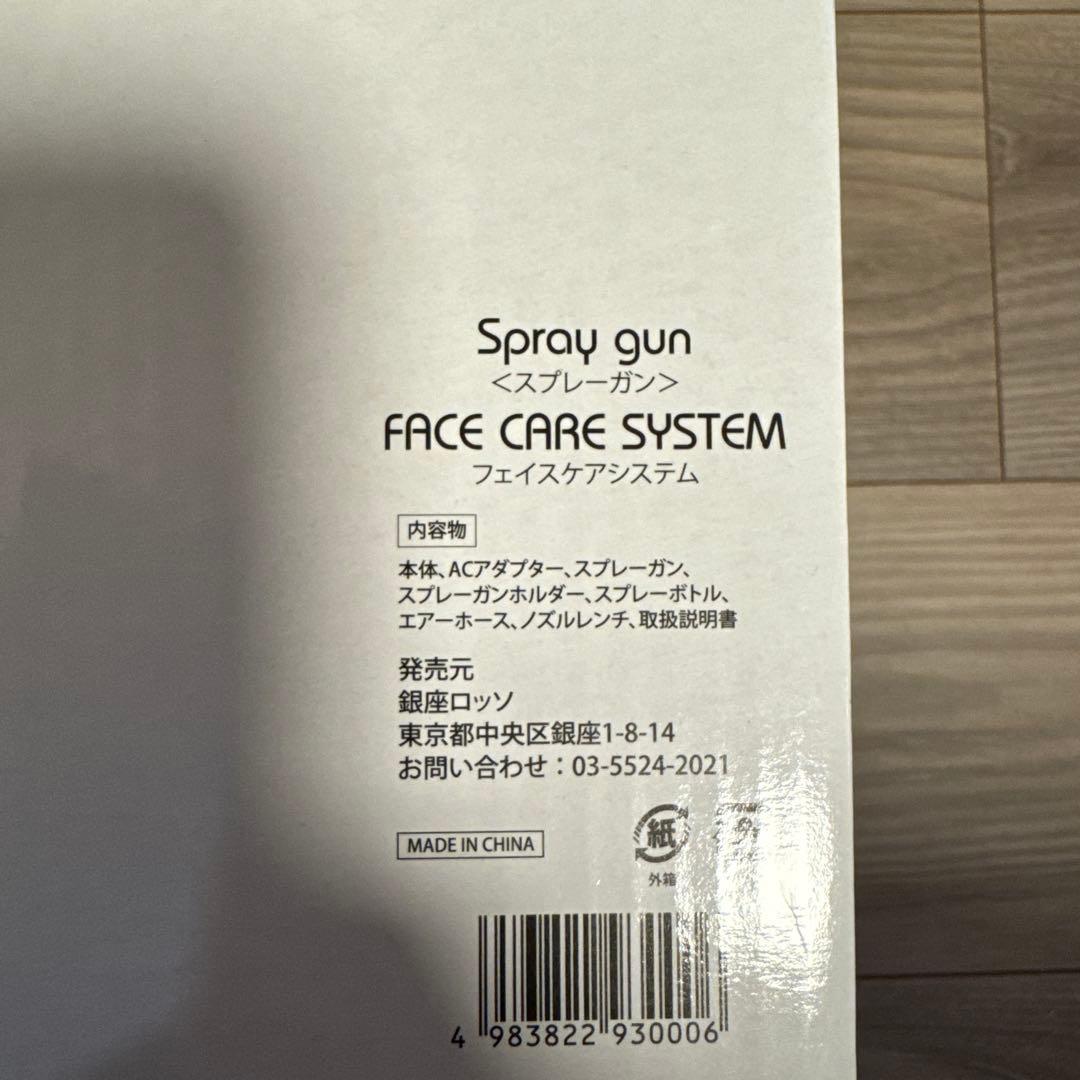 Spray gun
＜スプレーガン＞
FACE CARE SYSTEM
フェイスケアシステム
内容物
本体、ACアダプター、スプレーガン、
スプレーガンホルダー、スプレーボトル、
エアーホース、ノズルレンチ、取扱説明書
発売元
銀座ロッソ
東京都中央区銀座1-8-14
お問い合わせ：03-5524-2021
MADE IN CHINA
紙
外箱
4 983822 930006